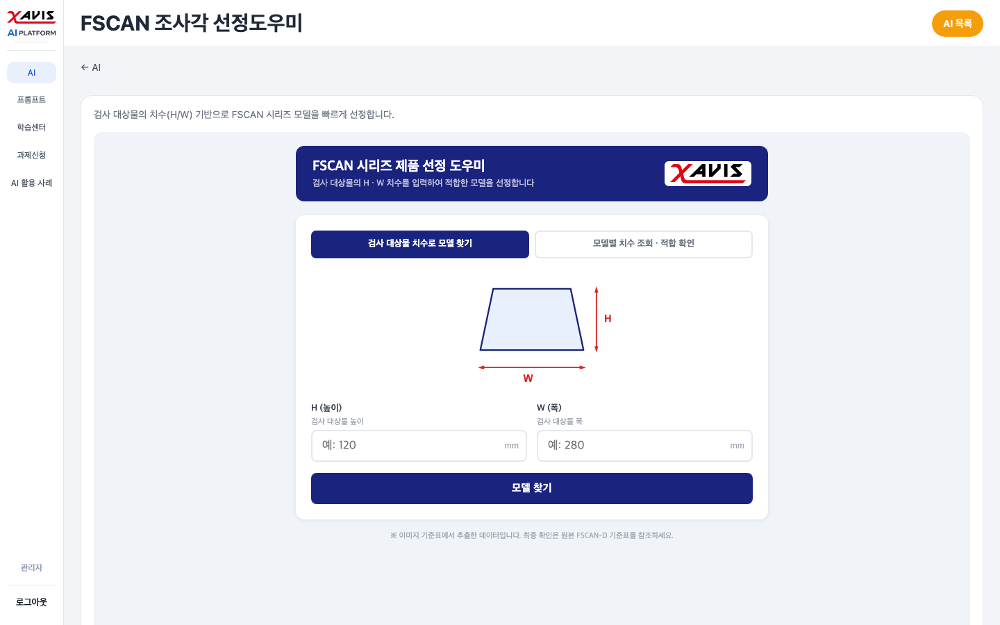 XAVIS
AI PLATFORM
AI
프롬프트
학습센터
과제신청
AI 활용 사례
관리자
로그아웃
FSCAN 조사각 선정도우미
AI 목록
← AI
검사 대상물의 치수(H/W) 기반으로 FSCAN 시리즈 모델을 빠르게 선정합니다.
FSCAN 시리즈 제품 선정 도우미
검사 대상물의 H · W 치수를 입력하여 적합한 모델을 선정합니다
XAVIS
검사 대상물 치수로 모델 찾기
모델별 치수 조회 · 적합 확인
H
W
H (높이)
검사 대상물 높이
예: 120 mm
W (폭)
검사 대상물 폭
예: 280 mm
모델 찾기
※ 이미지 기준표에서 추출한 데이터입니다. 최종 확인은 원본 FSCAN-D 기준표를 참조하세요.